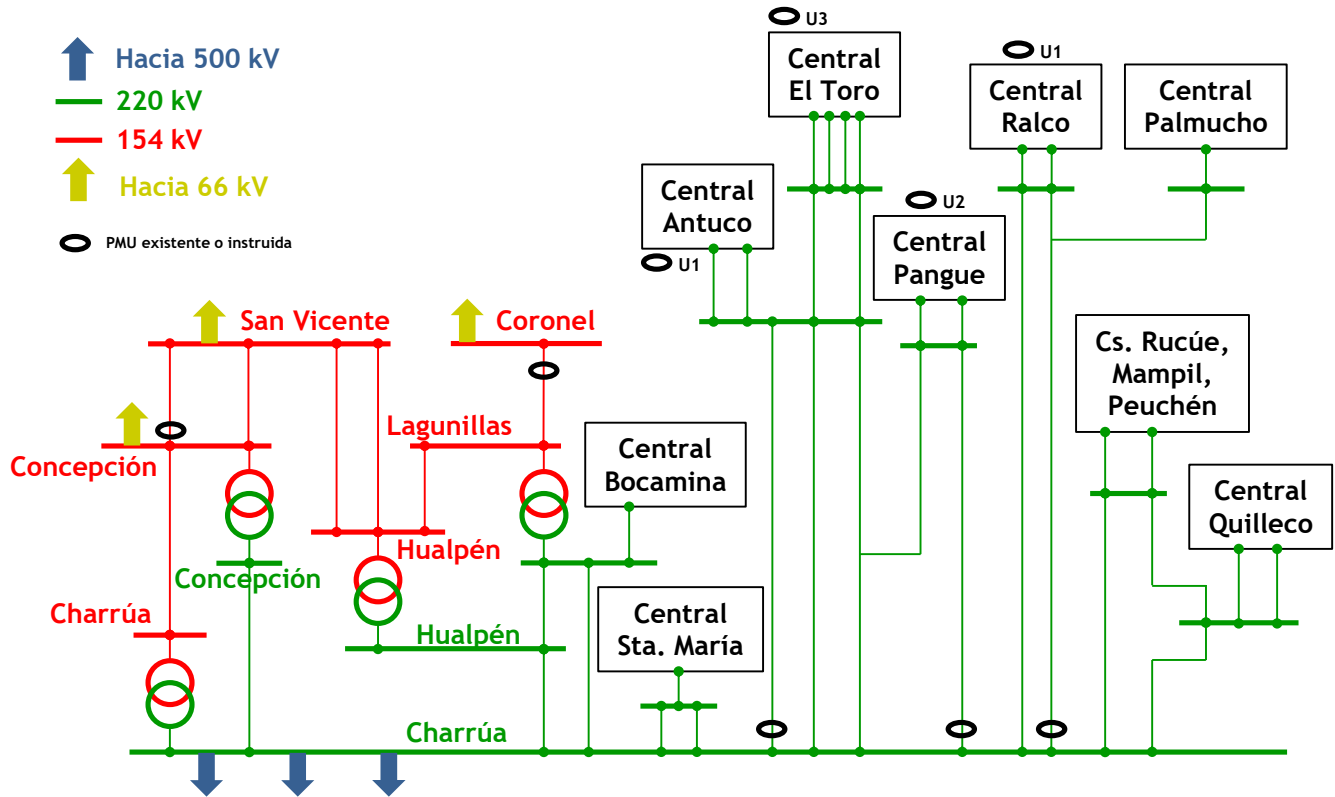 Hacia 500 kV
220 kV
154 kV
Hacia 66 kV
PMU existente o instruida
U3
Central
El Toro
U1
Central
Ralco
Central
Palmucho
Central
Antuco
U1
U2
Central
Pangue
San Vicente
Coronel
Cs. Rucúe,
Mampil,
Peuchén
Lagunillas
Concepción
Central
Bocamina
Central
Quilleco
Hualpén
Concepción
Charrúa
Hualpén
Central
Sta. María
Charrúa